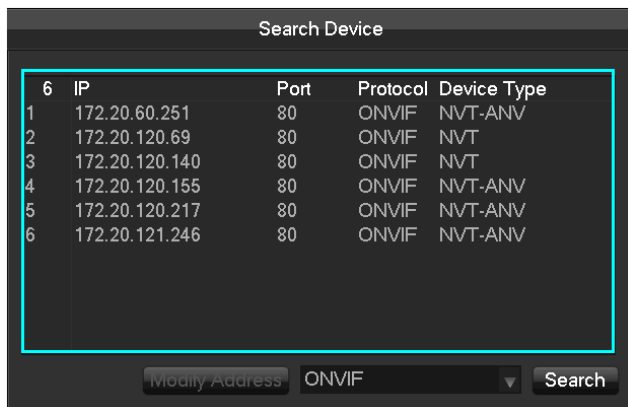 Search Device
6 IP Port Protocol Device Type
1 172.20.60.251 80 ONVIF NVT-ANV
2 172.20.120.69 80 ONVIF NVT
3 172.20.120.140 80 ONVIF NVT
4 172.20.120.155 80 ONVIF NVT-ANV
5 172.20.120.217 80 ONVIF NVT-ANV
6 172.20.121.246 80 ONVIF NVT-ANV
Modify Address ONVIF Search